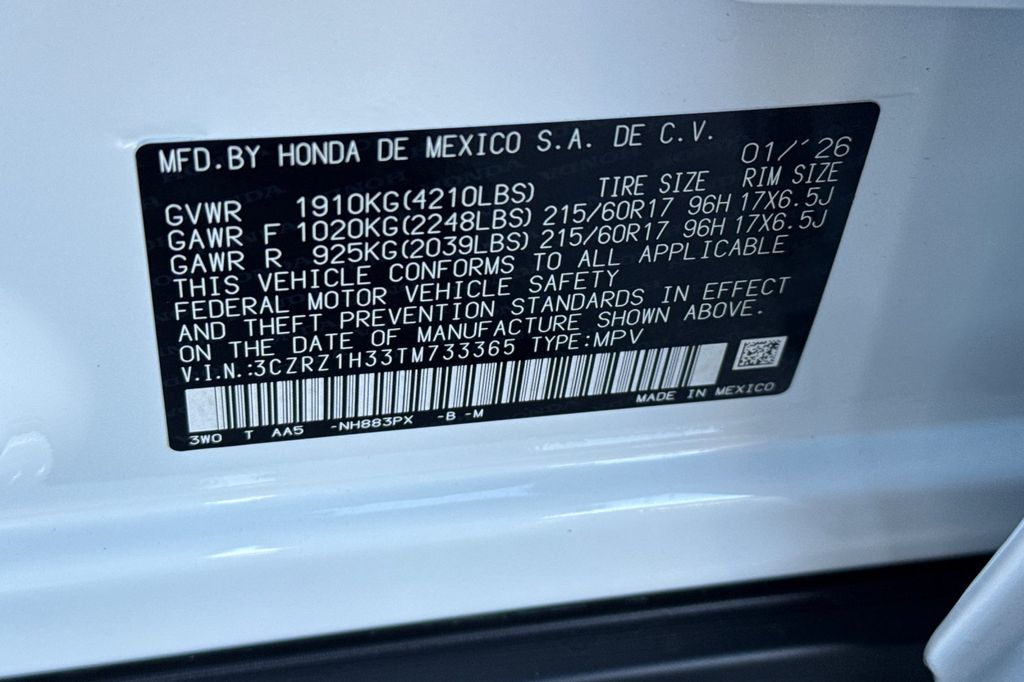 MFD.BY HONDA DE MEXICO S.A. DE C.V.
01/'26
TIRE SIZE RIM SIZE
GVWR 1910KG(4210LBS)
GAWR F 1020KG(2248LBS) 215/60R17 96H 17X6.5J
GAWR R 925KG(2039LBS) 215/60R17 96H 17X6.5J
THIS VEHICLE CONFORMS TO ALL APPLICABLE
FEDERAL MOTOR VEHICLE SAFETY
AND THEFT PREVENTION STANDARDS IN EFFECT
ON THE DATE OF MANUFACTURE SHOWN ABOVE.
V.I.N.:3CZRZ1H33TM733365 TYPE:MPV
MADE IN MEXICO
3W0 T AA5 -NH883PX -B -M